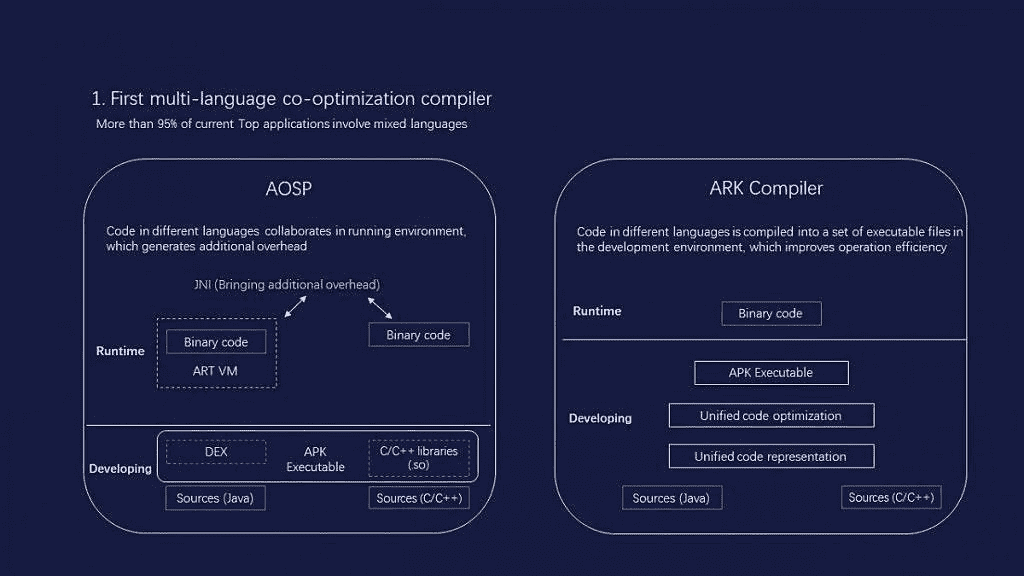 1. First multi-language co-optimization compiler
More than 95% of current Top applications involve mixed languages
AOSP
Code in different languages collaborates in running environment,
which generates additional overhead
JNI (Bringing additional overhead)
Binary code
ART VM
Binary code
Runtime
Developing
DEX
APK
Executable
C/C++ libraries
(.so)
Sources (Java)
Sources (C/C++)
ARK Compiler
Code in different languages is compiled into a set of executable files in
the development environment, which improves operation efficiency
Runtime
Binary code
APK Executable
Developing
Unified code optimization
Unified code representation
Sources (Java)
Sources (C/C++)